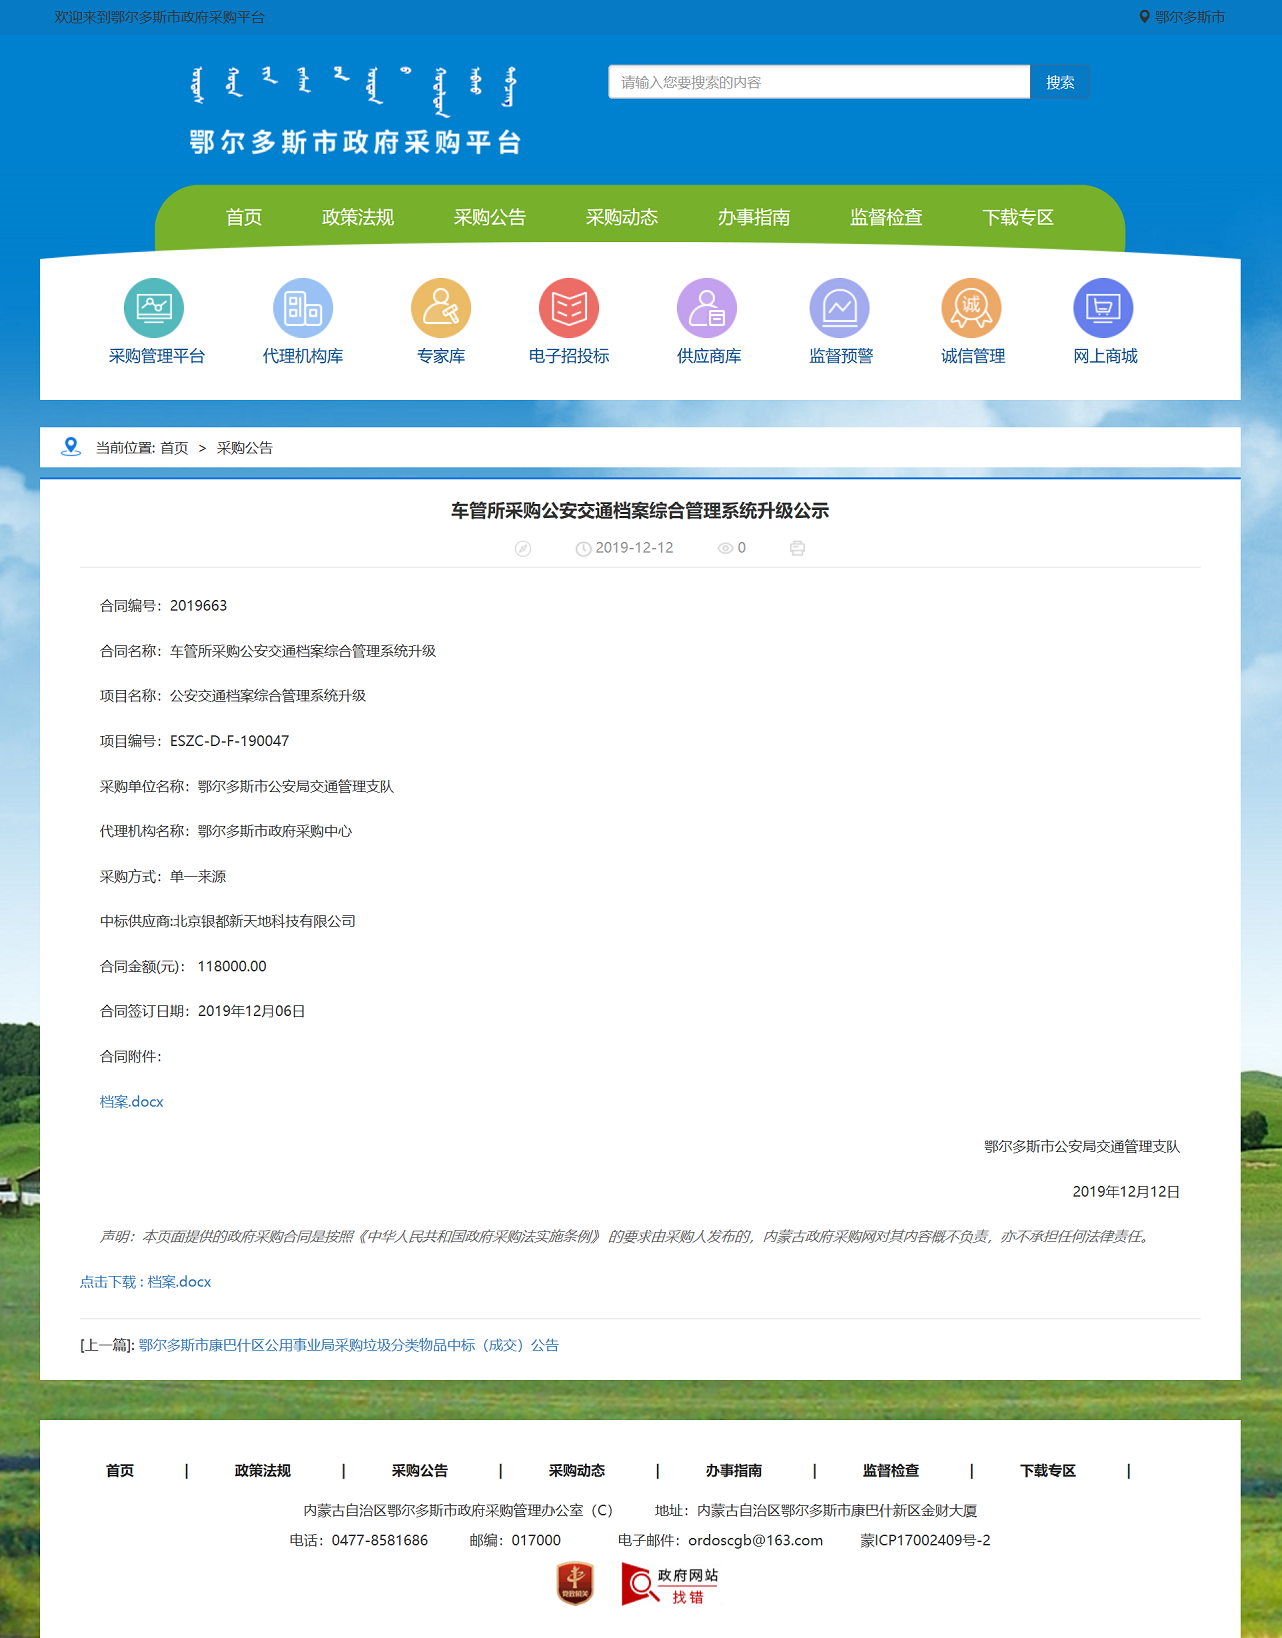 欢迎来到鄂尔多斯市政府采购平台
鄂尔多斯市
请输入您要搜索的内容
搜索
鄂尔多斯市政府采购平台
首页 政策法规 采购公告 采购动态 办事指南 监督检查 下载专区
诚
采购管理平台 代理机构库 专家库 电子招投标 供应商库 监督预警 诚信管理 网上商城
当前位置: 首页 > 采购公告
车管所采购公安交通档案综合管理系统升级公示
2019-12-12 0
合同编号：2019663
合同名称：车管所采购公安交通档案综合管理系统升级
项目名称：公安交通档案综合管理系统升级
项目编号：ESZC-D-F-190047
采购单位名称：鄂尔多斯市公安局交通管理支队
代理机构名称：鄂尔多斯市政府采购中心
采购方式：单一来源
中标供应商:北京银都新天地科技有限公司
合同金额(元)： 118000.00
合同签订日期：2019年12月06日
合同附件：
档案.docx
鄂尔多斯市公安局交通管理支队
2019年12月12日
声明：本页面提供的政府采购合同是按照《中华人民共和国政府采购法实施条例》 的要求由采购人发布的，内蒙古政府采购网对其内容概不负责，亦不承担任何法律责任。
点击下载 : 档案.docx
[上一篇]: 鄂尔多斯市康巴什区公用事业局采购垃圾分类物品中标（成交）公告
首页 | 政策法规 | 采购公告 | 采购动态 | 办事指南 | 监督检查 | 下载专区 |
内蒙古自治区鄂尔多斯市政府采购管理办公室（C） 地址：内蒙古自治区鄂尔多斯市康巴什新区金财大厦
电话：0477-8581686 邮编：017000 电子邮件：ordoscgb@163.com 蒙ICP17002409号-2
党政机关
政府网站
找错